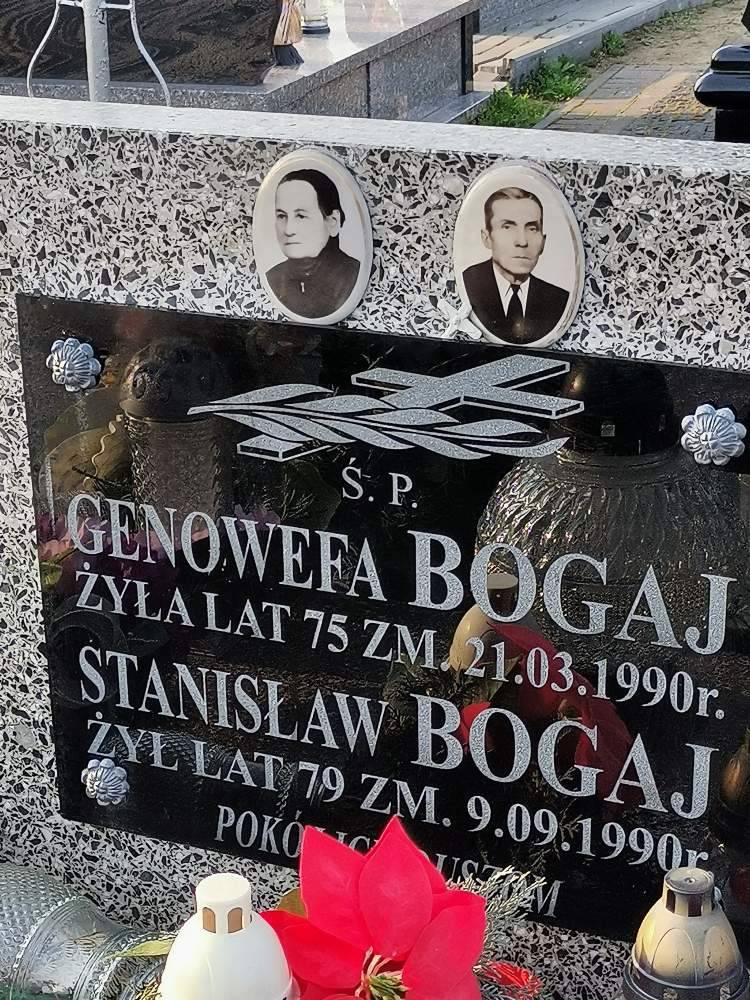 Ś. P.
GENOWEFA BOGAJ
ŻYŁA LAT 75 ZM. 21.03.1990r.
STANISŁAW BOGAJ
ŻYŁ LAT 79 ZM. 9.09.1990r.